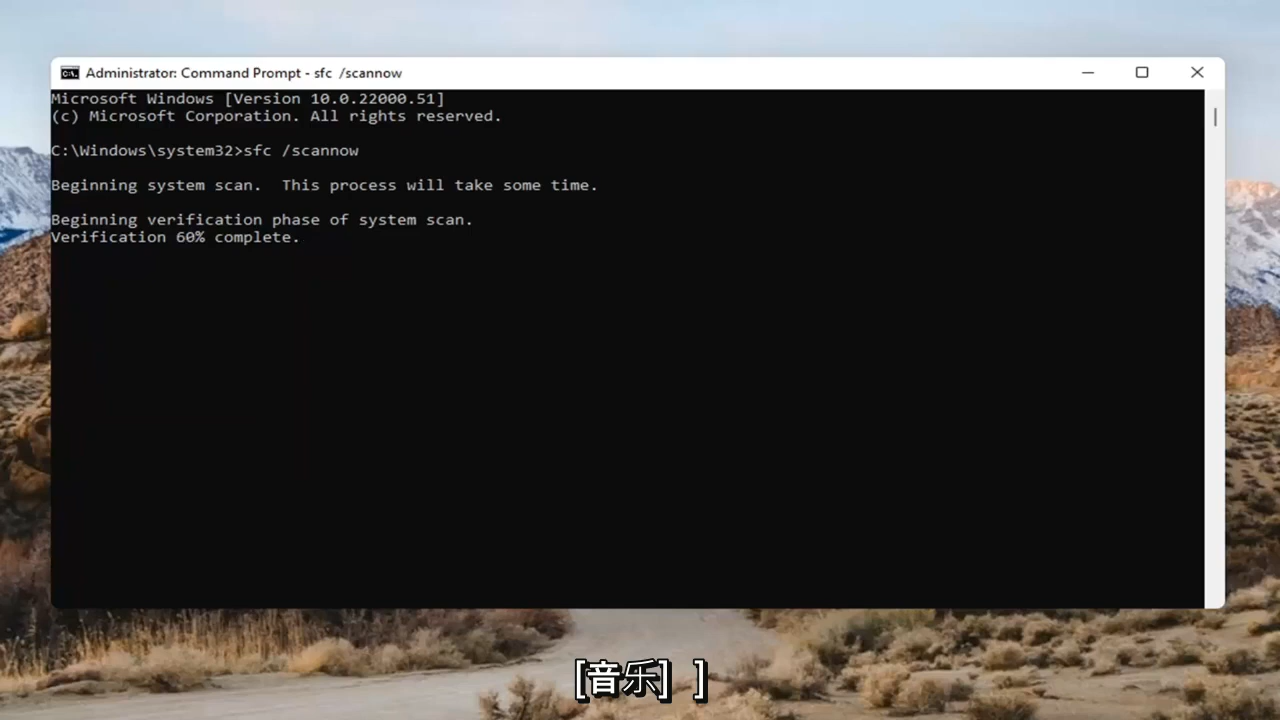 Administrator: Command Prompt - sfc  /scannow
Microsoft Windows [Version 10.0.22000.51]
(c) Microsoft Corporation. All rights reserved.
C:\Windows\system32>sfc /scannow
Beginning system scan.  This process will take some time.
Beginning verification phase of system scan.
Verification 60% complete.
[音乐] ]